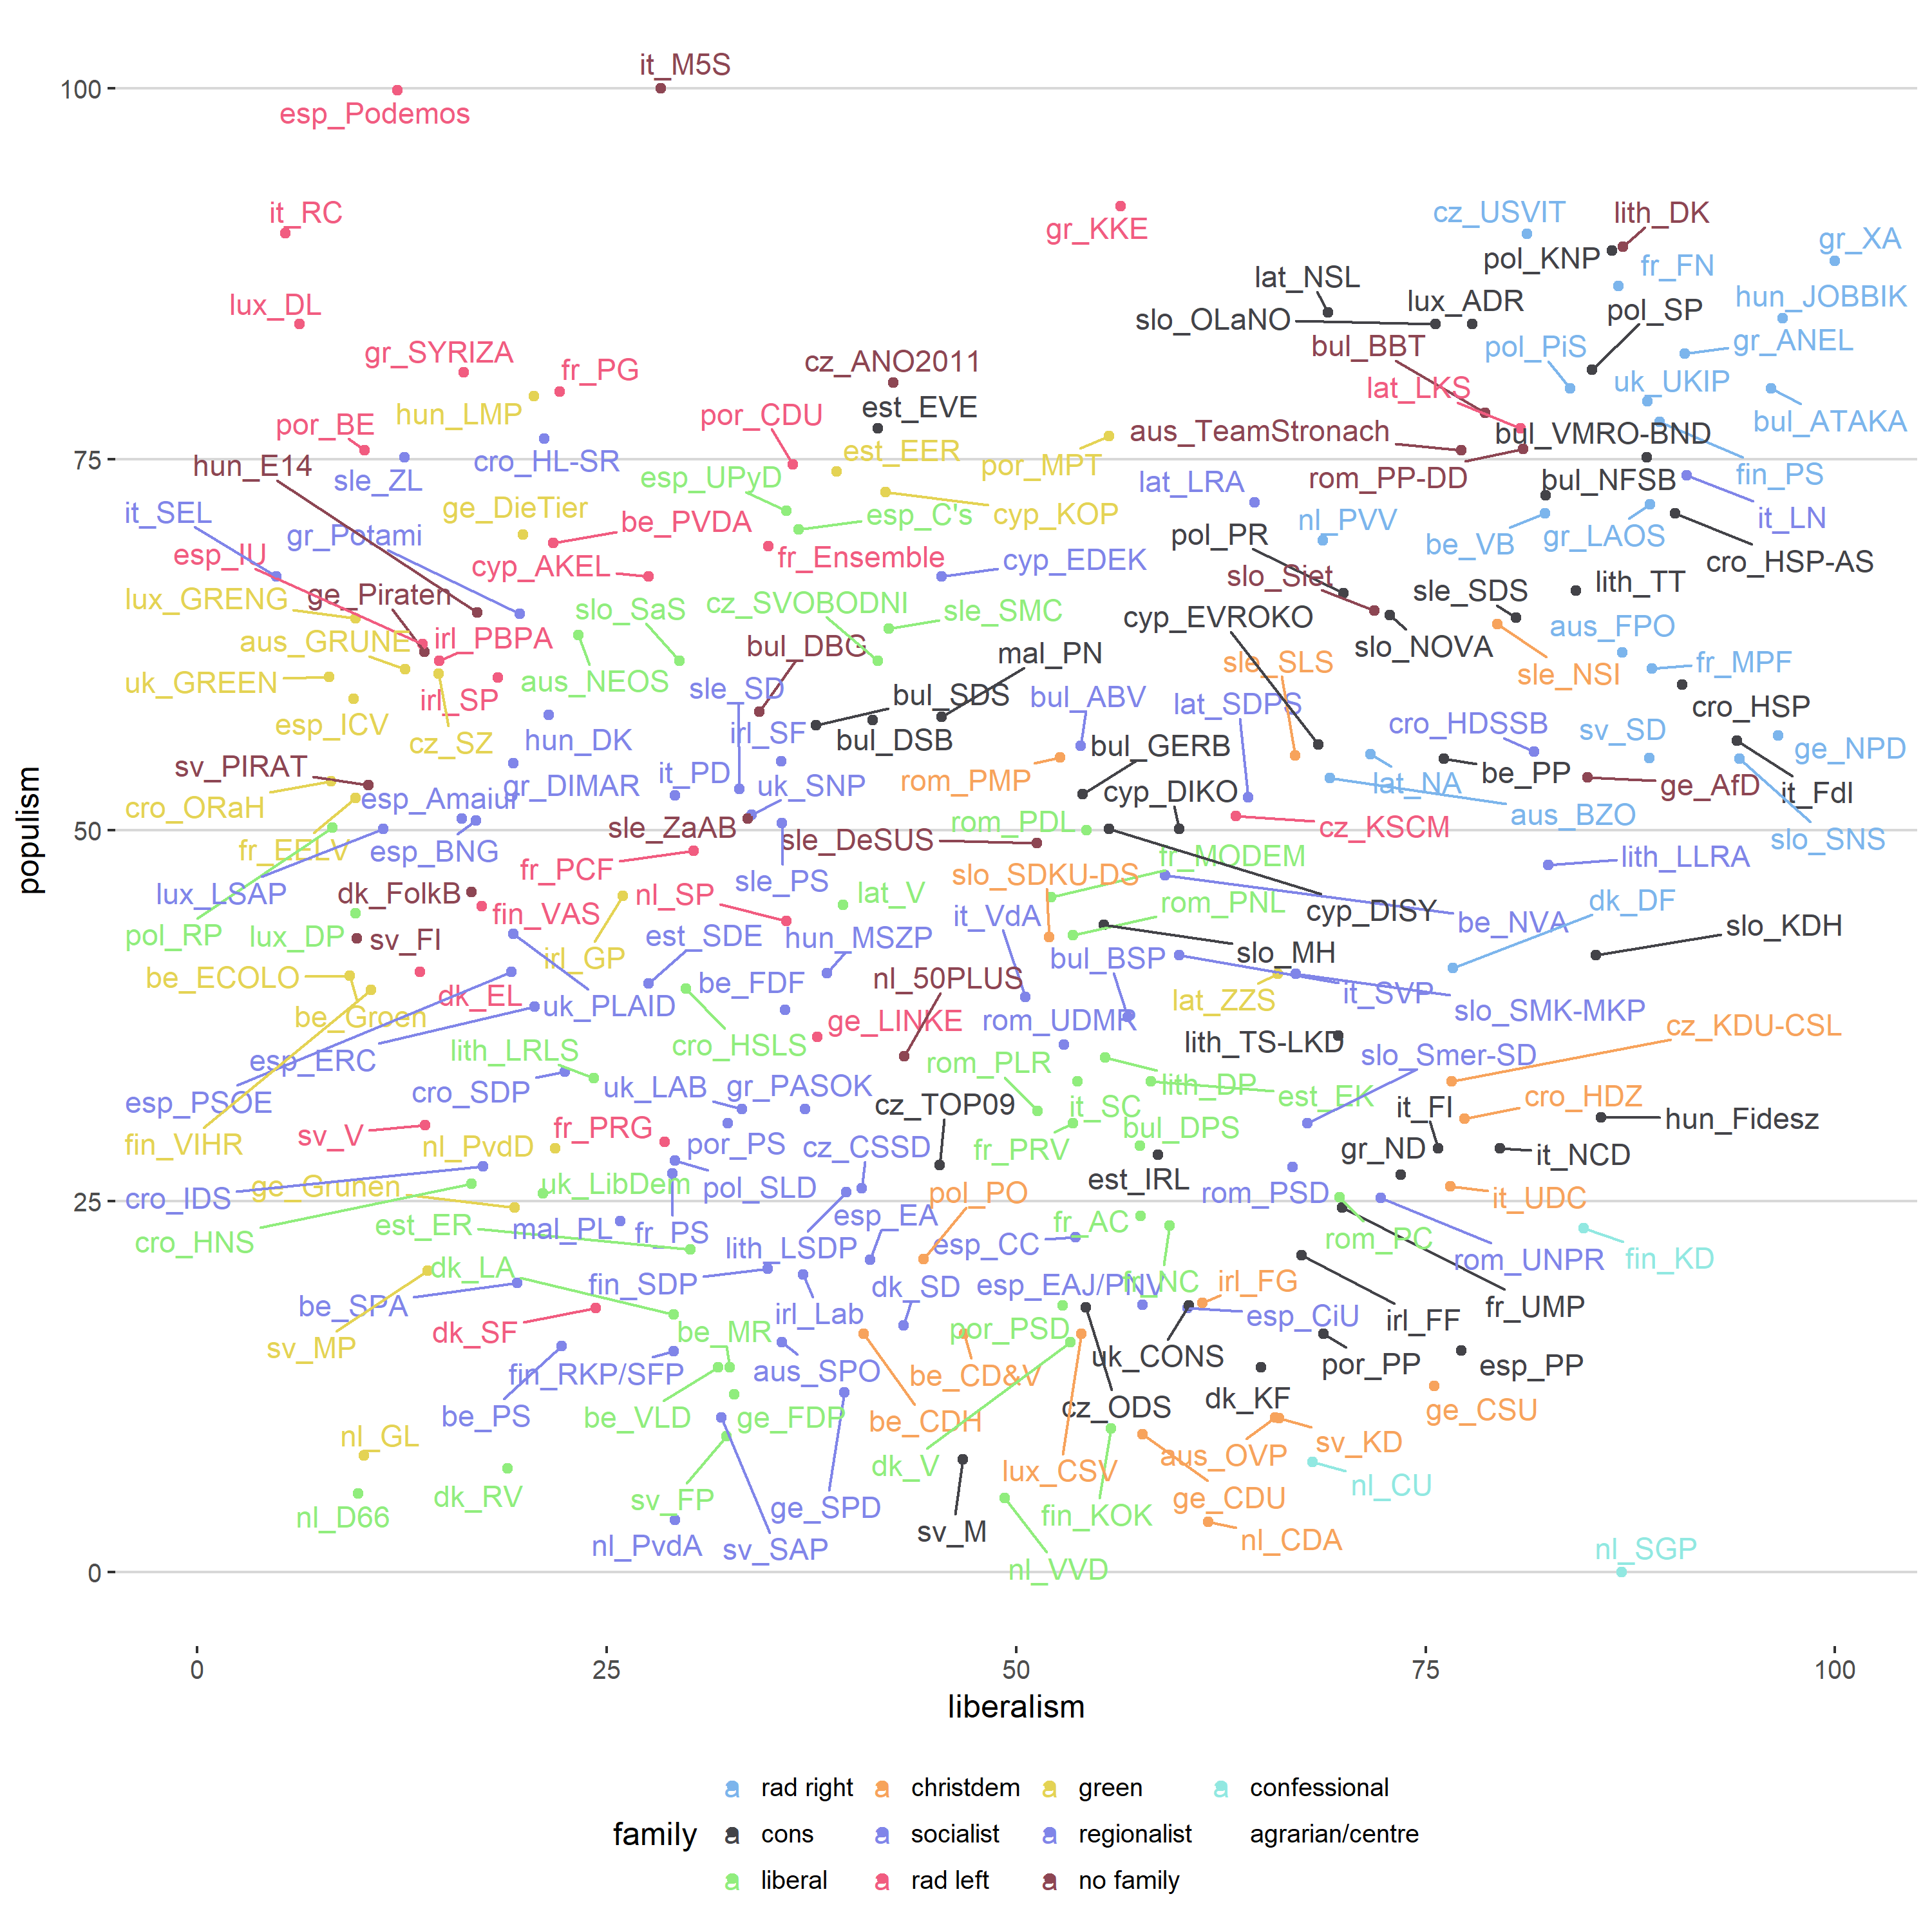 it_M5S
100
esp_Podemos
it_RC
gr_KKE
cz_USVIT
lith_DK
gr_XA
pol_KNP
fr_FN
lat_NSL
lux_DL
lux_ADR
hun_JOBBIK
pol_SP
slo_OLaNO
gr_SYRIZA
fr_PG
cz_ANO2011
bul_BBT
pol_PiS
gr_ANEL
lat_LKS
uk_UKIP
hun_LMP
por_CDU
est_EVE
bul_ATAKA
por_BE
aus_TeamStronach
bul_VMRO-BND
75
hun_E14
sle_ZL
cro_HL-SR
est_EER
por_MPT
esp_UPyD
rom_PP-DD
bul_NFSB
fin_PS
lat_LRA
it_SEL
ge_DieTier
be_PVDA
esp_C's
cyp_KOP
nl_PVV
it_LN
gr_Potami
pol_PR
be_VB
gr_LAOS
esp_IU
cyp_AKEL
fr_Ensemble
cyp_EDEK
cro_HSP-AS
slo_Siet
lith_TT
lux_GRENG
ge_Piraten
slo_SaS
cz_SVOBODNI
sle_SMC
cyp_EVROKO
sle_SDS
aus_GRUNE
irl_PBPA
bul_DBG
mal_PN
slo_NOVA
aus_FPO
uk_GREEN
irl_SP
aus_NEOS
sle_SD
sle_SLS
sle_NSI
fr_MPF
esp_ICV
bul_SDS
bul_ABV
lat_SDPS
cro_HSP
cz_SZ
hun_DK
irl_SF
bul_DSB
bul_GERB
cro_HDSSB
sv_SD
ge_NPD
sv_PIRAT
gr_DIMAR
it_PD
uk_SNP
rom_PMP
cyp_DIKO
lat_NA
be_PP
ge_AfD
it_FdI
cro_ORaH
esp_Amaiur
aus_BZO
50
fr_EELV
esp_BNG
sle_ZaAB
sle_DeSUS
rom_PDL
cz_KSCM
slo_SNS
fr_PCF
sle_PS
slo_SDKU-DS
fr_MODEM
lith_LLRA
lux_LSAP
dk_FolkB
fin_VAS
nl_SP
lat_V
rom_PNL
cyp_DISY
dk_DF
pol_RP
lux_DP
sv_FI
est_SDE
it_VdA
be_NVA
slo_KDH
irl_GP
hun_MSZP
bul_BSP
slo_MH
be_ECOLO
be_FDF
nl_50PLUS
dk_EL
uk_PLAID
lat_ZZS
it_SVP
be_Groen
ge_LINKE
rom_UDMR
slo_SMK-MKP
esp_ERC
lith_LRLS
cro_HSLS
rom_PLR
lith_TS-LKD
slo_Smer-SD
cz_KDU-CSL
esp_PSOE
cro_SDP
uk_LAB
gr_PASOK
cz_TOP09
it_SC
lith_DP
est_EK
it_FI
cro_HDZ
fin_VIHR
sv_V
nl_PvdD
fr_PRG
por_PS
cz_CSSD
fr_PRV
bul_DPS
gr_ND
it_NCD
hun_Fidesz
25
cro_IDS
ge_Grunen
uk_LibDem
pol_SLD
pol_PO
est_IRL
rom_PSD
it_UDC
cro_HNS
est_ER
mal_PL
fr_PS
esp_EA
lith_LSDP
esp_CC
fr_AC
rom_PC
rom_UNPR
fin_KD
dk_LA
fin_SDP
dk_SD
esp_EAJ/PNV
fr_NC
irl_FG
be_SPA
irl_Lab
esp_CiU
irl_FF
fr_UMP
sv_MP
dk_SF
be_MR
por_PSD
uk_CONS
por_PP
esp_PP
fin_RKP/SFP
aus_SPO
be_CD&V
dk_KF
be_PS
be_VLD
ge_FDP
be_CDH
cz_ODS
ge_CSU
nl_GL
dk_V
lux_CSV
aus_OVP
sv_KD
nl_D66
dk_RV
sv_FP
ge_SPD
fin_KOK
ge_CDU
nl_CU
nl_PvdA
sv_SAP
sv_M
nl_VVD
nl_CDA
nl_SGP
0
populism
0 25 50 75 100
liberalism
family
a rad right a christdem a green a confessional
a cons a socialist a regionalist agrarian/centre
a liberal a rad left a no family